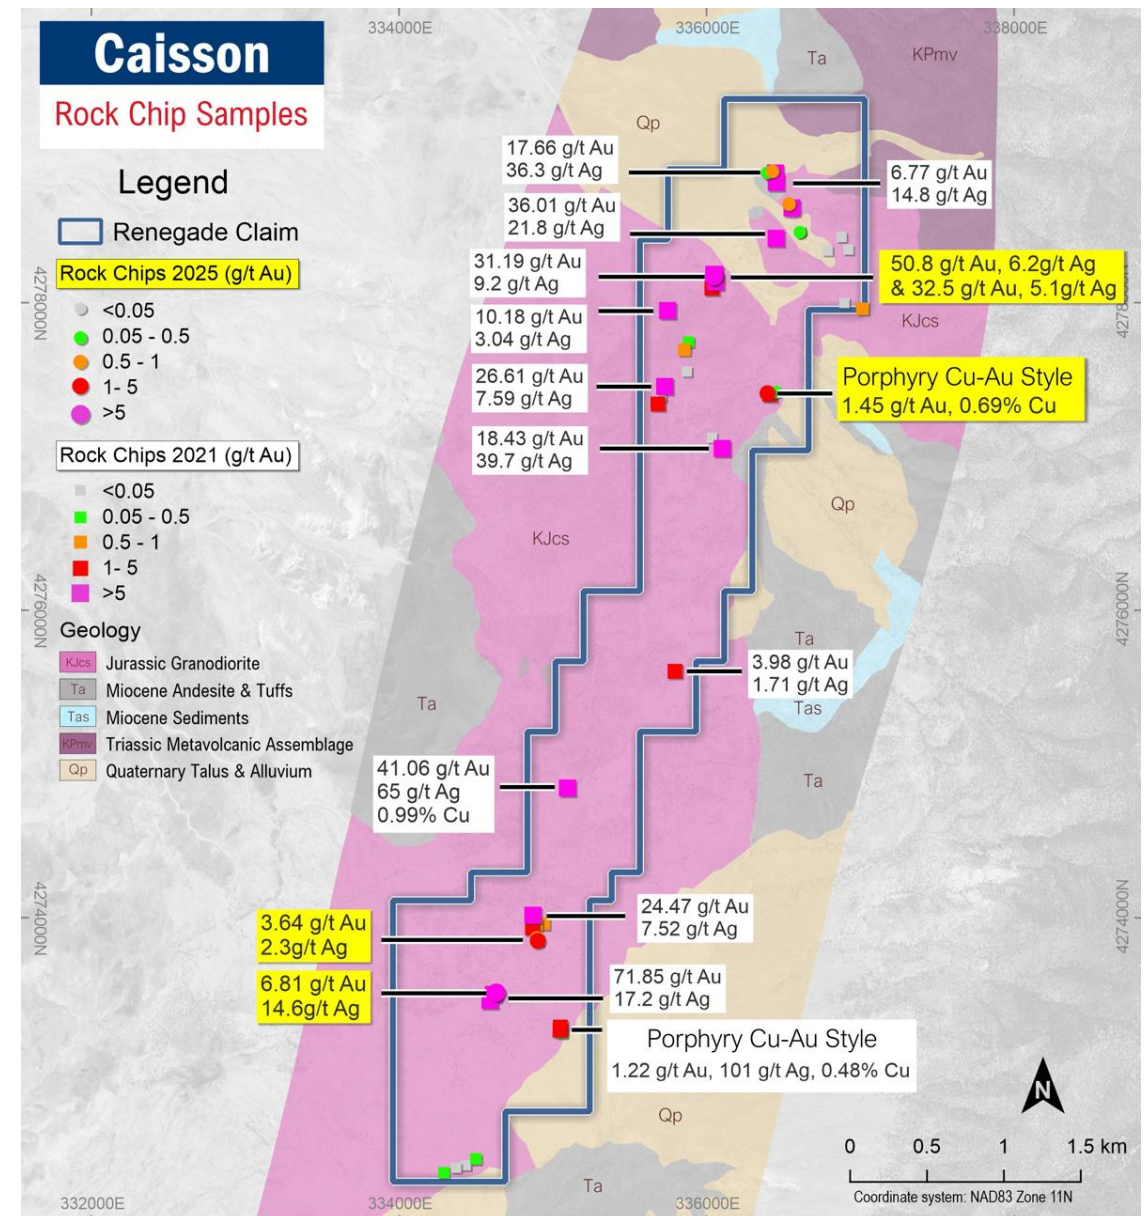 Caisson
Rock Chip Samples
Legend
Renegade Claim
Rock Chips 2025 (g/t Au)
<0.05
0.05 - 0.5
0.5 - 1
1- 5
>5
Rock Chips 2021 (g/t Au)
<0.05
0.05 - 0.5
0.5 - 1
1- 5
>5
Geology
KJcs Jurassic Granodiorite
Ta Miocene Andesite & Tuffs
Tas Miocene Sediments
KPmv Triassic Metavolcanic Assemblage
Qp Quaternary Talus & Alluvium
334000E
336000E
338000E
Ta
KPmv
Qp
17.66 g/t Au
36.3 g/t Ag
6.77 g/t Au
14.8 g/t Ag
36.01 g/t Au
21.8 g/t Ag
31.19 g/t Au
9.2 g/t Ag
50.8 g/t Au, 6.2g/t Ag
& 32.5 g/t Au, 5.1g/t Ag
4278000N
4278000N
10.18 g/t Au
3.04 g/t Ag
KJcs
26.61 g/t Au
7.59 g/t Ag
Porphyry Cu-Au Style
1.45 g/t Au, 0.69% Cu
18.43 g/t Au
39.7 g/t Ag
Qp
KJcs
4276000N
4276000N
Ta
3.98 g/t Au
1.71 g/t Ag
Tas
Ta
Ta
41.06 g/t Au
65 g/t Ag
0.99% Cu
4274000N
4274000N
3.64 g/t Au
2.3g/t Ag
24.47 g/t Au
7.52 g/t Ag
6.81 g/t Au
14.6g/t Ag
71.85 g/t Au
17.2 g/t Ag
Porphyry Cu-Au Style
1.22 g/t Au, 101 g/t Ag, 0.48% Cu
N
Qp
Ta
0 0.5 1 1.5 km
Coordinate system: NAD83 Zone 11N
332000E
334000E
336000E